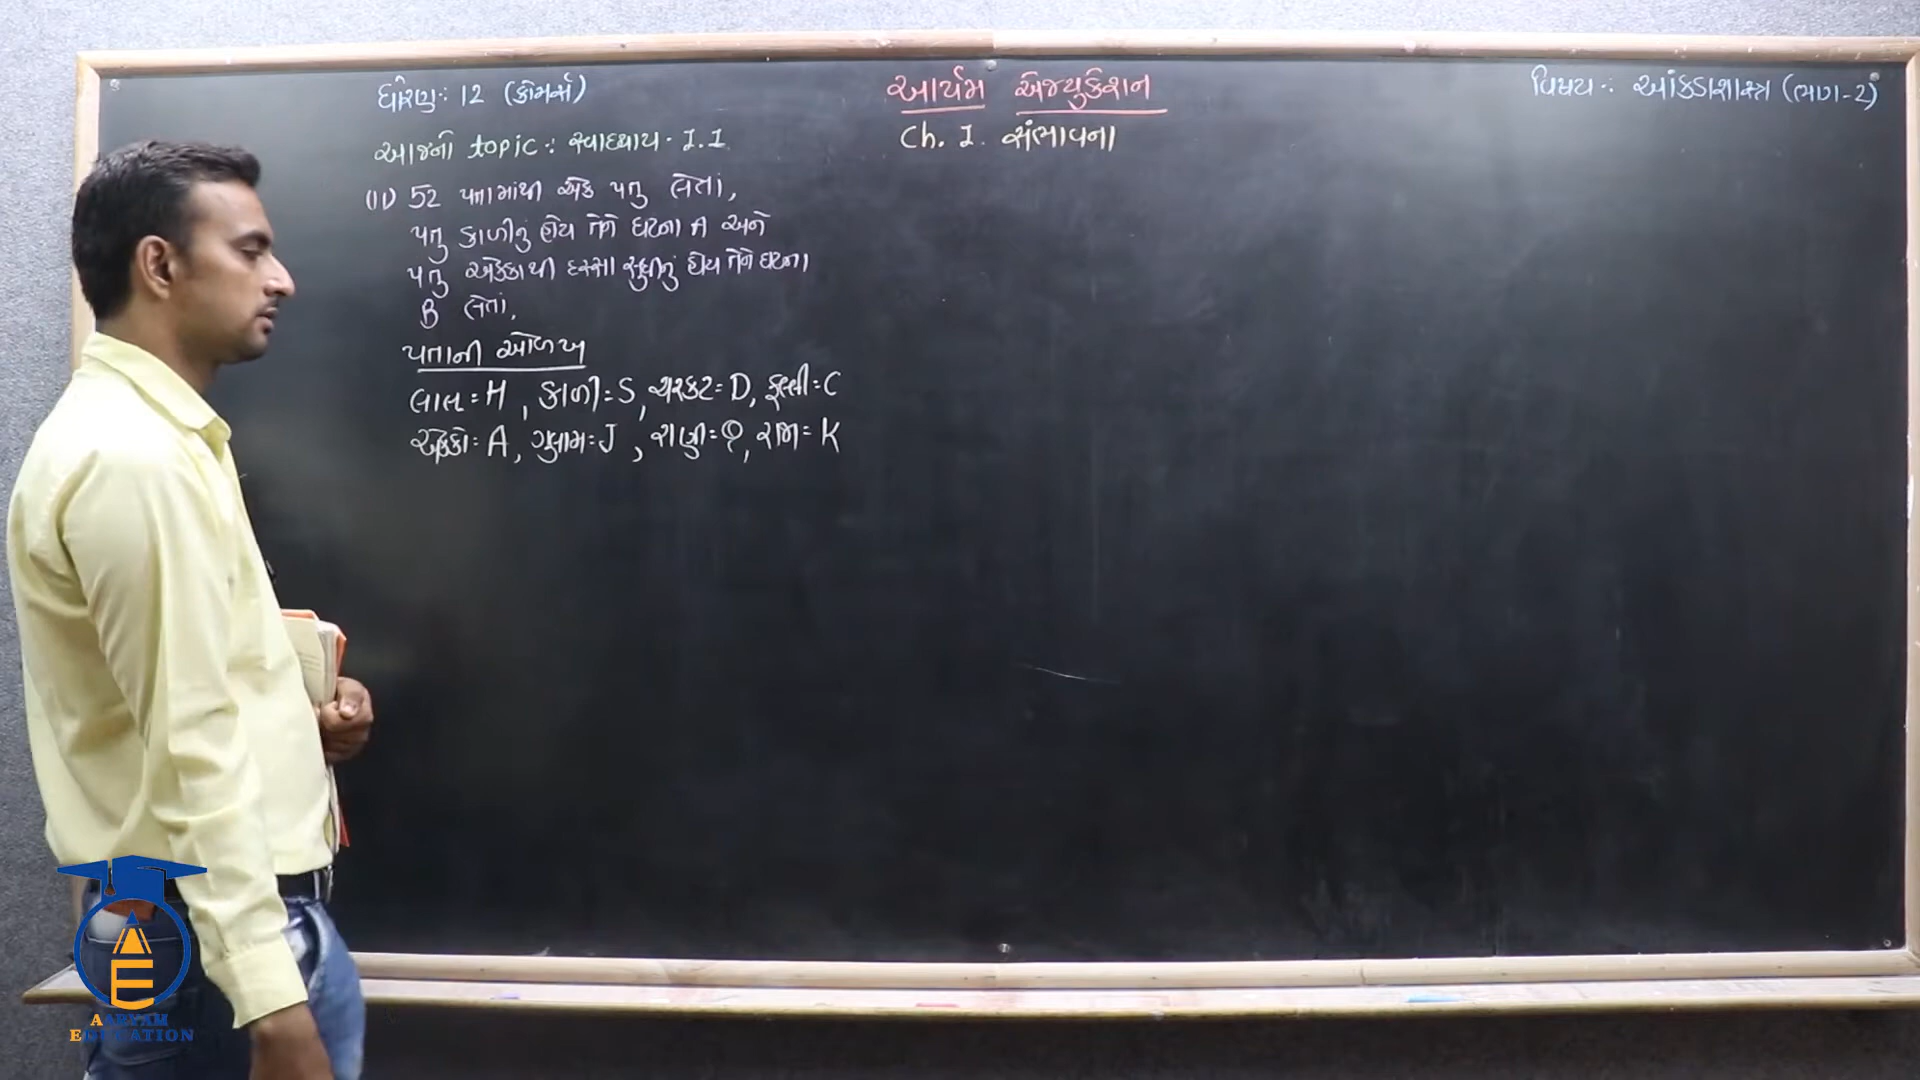 ધોરણ : 12 (કોમર્સ)
આર્યમ એજ્યુકેશન
વિષય : આંકડાશાસ્ત્ર (ભાગ-2)
આજનો topic : સ્વાધ્યાય - 1.1
Ch. 1. સંભાવના
(11) 52 પત્તામાંથી એક પત્તુ લેતાં,
પત્તુ કાળીનું હોય તેને ઘટના A અને
પત્તુ એક્કાથી દસ્સા સુધીનું હોય તેને ઘટના
B લેતાં,
પત્તાની ઓળખ
લાલ = H , કાળી = S , ચરકટ = D, ફુલ્લી = C
એક્કો = A , ગુલામ = J , રાણી = Q , રાજા = K
AARYAM
EDUCATION